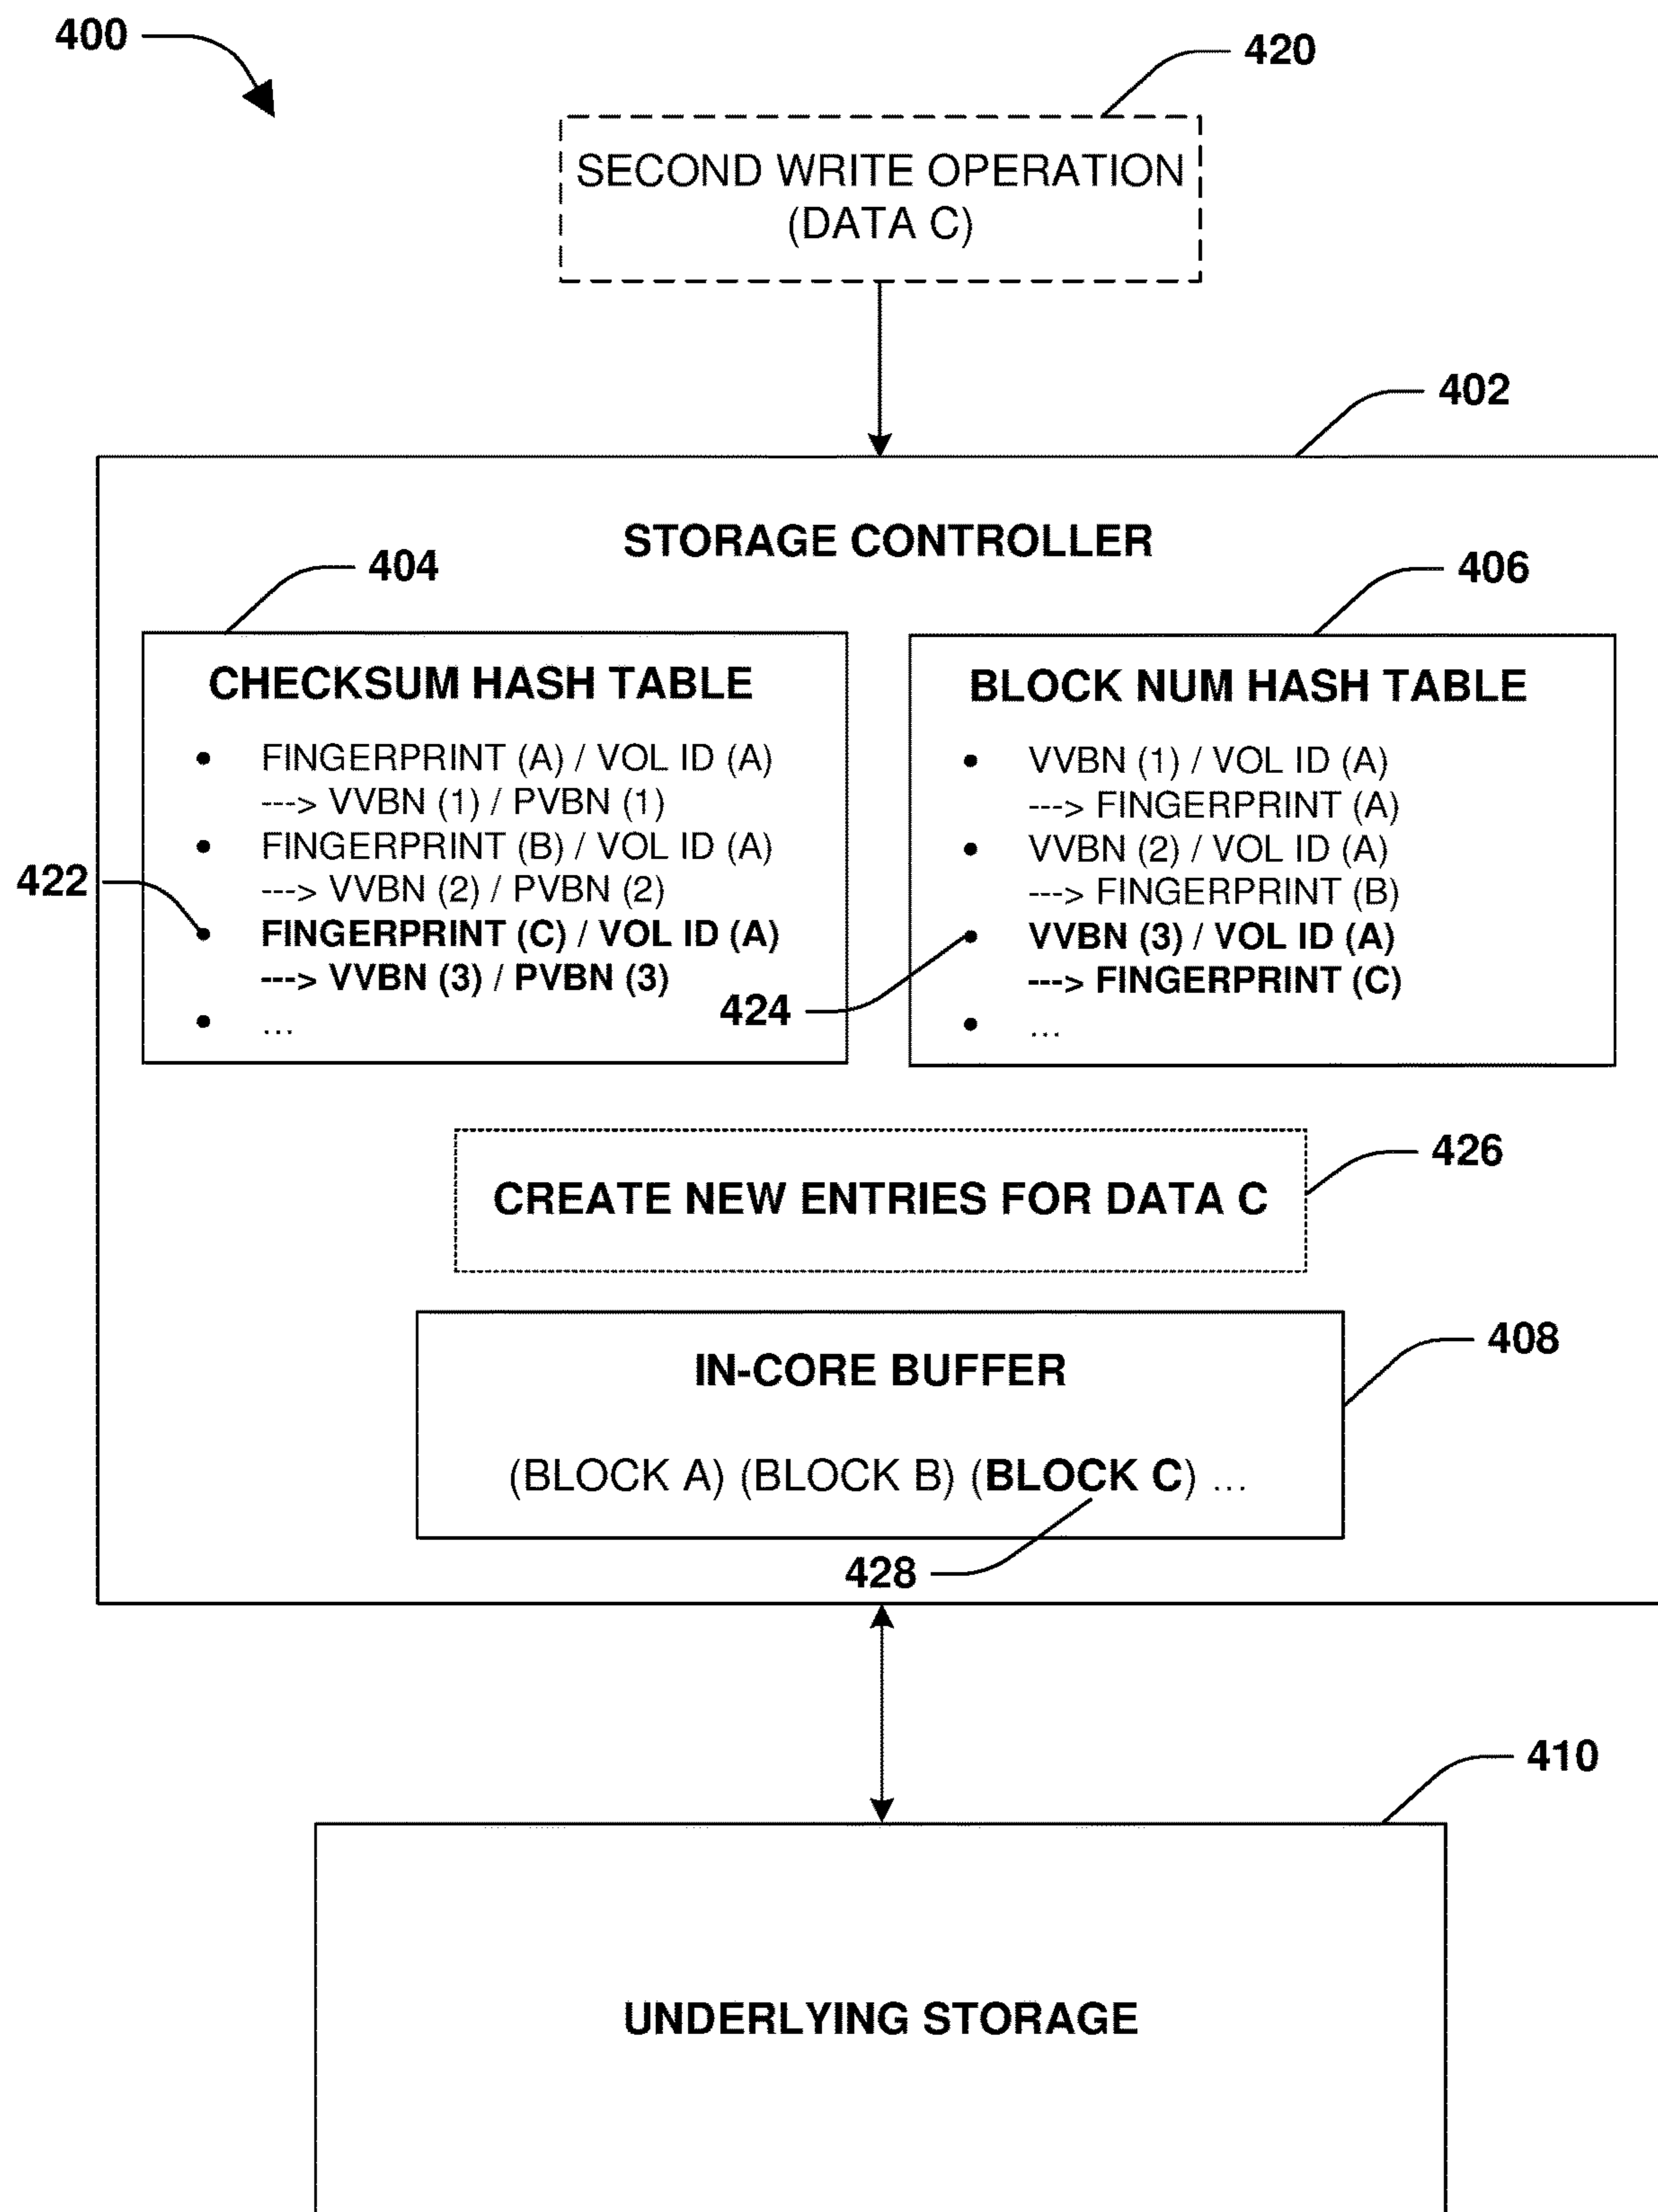 400
420
SECOND WRITE OPERATION
(DATA C)
402
STORAGE CONTROLLER
404
406
CHECKSUM HASH TABLE
• FINGERPRINT (A) / VOL ID (A)
---> VVBN (1) / PVBN (1)
• FINGERPRINT (B) / VOL ID (A)
---> VVBN (2) / PVBN (2)
422
• FINGERPRINT (C) / VOL ID (A)
---> VVBN (3) / PVBN (3)
• ...
BLOCK NUM HASH TABLE
• VVBN (1) / VOL ID (A)
---> FINGERPRINT (A)
• VVBN (2) / VOL ID (A)
---> FINGERPRINT (B)
• VVBN (3) / VOL ID (A)
---> FINGERPRINT (C)
424
• ...
426
CREATE NEW ENTRIES FOR DATA C
408
IN-CORE BUFFER
(BLOCK A) (BLOCK B) (BLOCK C) ...
428
410
UNDERLYING STORAGE